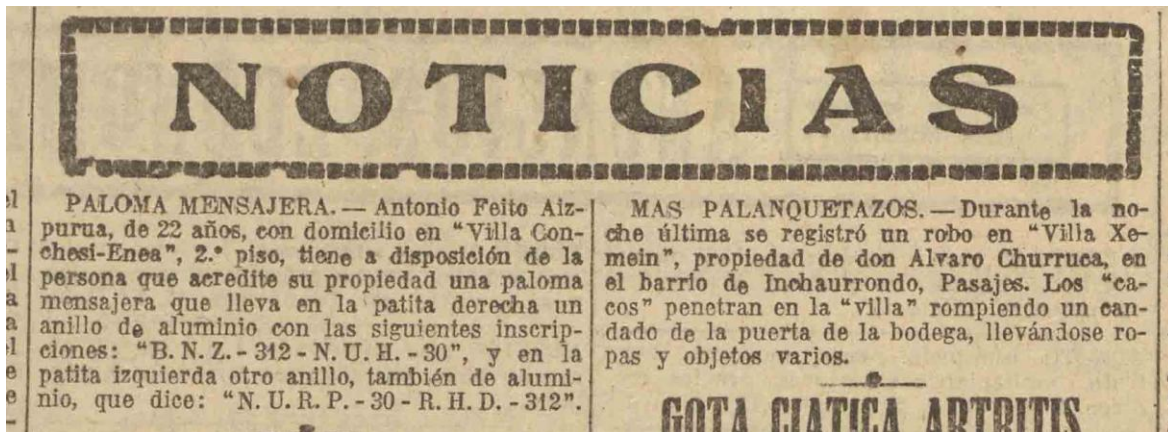 NOTICIAS
PALOMA MENSAJERA. — Antonio Feito Aiz-
purua, de 22 años, con domicilio en "Villa Con-
chesi-Enea", 2.º piso, tiene a disposición de la
persona que acredite su propiedad una paloma
mensajera que lleva en la patita derecha un
anillo de aluminio con las siguientes inscrip-
ciones: "B. N. Z. - 312 - N. U. H. - 30", y en la
patita izquierda otro anillo, también de alumi-
nio, que dice: "N. U. R. P. - 30 - R. H. D. - 312".
MAS PALANQUETAZOS. — Durante la no-
che última se registró un robo en "Villa Xe-
mein", propiedad de don Alvaro Churruca, en
el barrio de Inchaurrondo, Pasajes. Los "ca-
cos" penetran en la "villa" rompiendo un can-
dado de la puerta de la bodega, llevándose ro-
pas y objetos varios.
GOTA CIATICA ARTRITIS